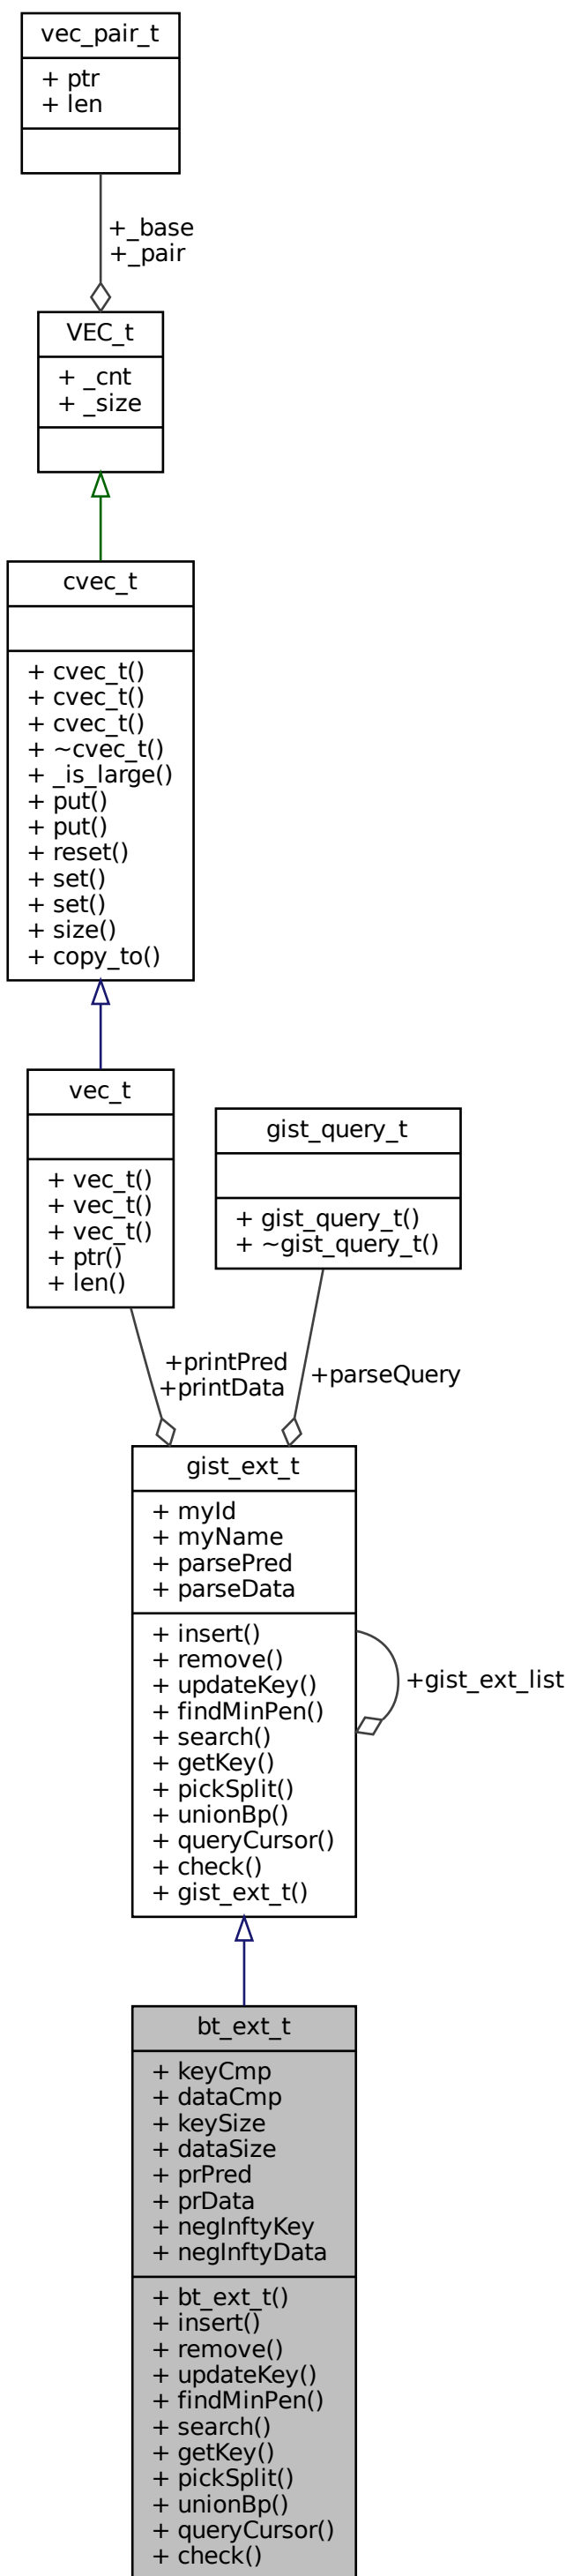 vec_pair_t
+ ptr
+ len
+_base
+_pair
VEC_t
+ _cnt
+ _size
cvec_t
+ cvec_t()
+ cvec_t()
+ cvec_t()
+ ~cvec_t()
+ _is_large()
+ put()
+ put()
+ reset()
+ set()
+ set()
+ size()
+ copy_to()
vec_t
+ vec_t()
+ vec_t()
+ vec_t()
+ ptr()
+ len()
gist_query_t
+ gist_query_t()
+ ~gist_query_t()
+printPred
+printData
+parseQuery
gist_ext_t
+ myId
+ myName
+ parsePred
+ parseData
+ insert()
+ remove()
+ updateKey()
+ findMinPen()
+ search()
+ getKey()
+ pickSplit()
+ unionBp()
+ queryCursor()
+ check()
+ gist_ext_t()
+gist_ext_list
bt_ext_t
+ keyCmp
+ dataCmp
+ keySize
+ dataSize
+ prPred
+ prData
+ negInftyKey
+ negInftyData
+ bt_ext_t()
+ insert()
+ remove()
+ updateKey()
+ findMinPen()
+ search()
+ getKey()
+ pickSplit()
+ unionBp()
+ queryCursor()
+ check()